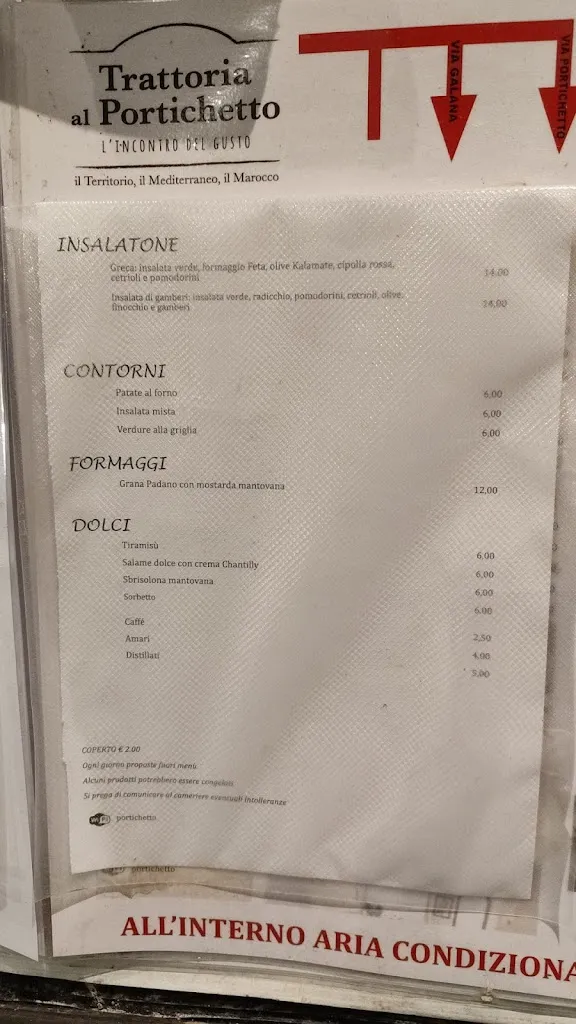 Trattoria
al Portichetto
L'INCONTRO DEL GUSTO
il Territorio, il Mediterraneo, il Marocco
VIA GALANA
VIA PORTICHETTO
INSALATONE
Greca: insalata verde, formaggio Feta, olive Kalamate, cipolla rossa,
cetrioli e pomodorini 14,00
Insalata di gamberi: insalata verde, radicchio, pomodorini, cetrioli, olive,
finocchio e gamberi 14,00
CONTORNI
Patate al forno 6,00
Insalata mista 6,00
Verdure alla griglia 6,00
FORMAGGI
Grana Padano con mostarda mantovana 12,00
DOLCI
Tiramisù 6,00
Salame dolce con crema Chantilly 6,00
Sbrisolona mantovana 6,00
Sorbetto 6,00
Caffè 2,50
Amari 4,00
Distillati 5,00
COPERTO € 2.00
Ogni giorno proposte fuori menù
Alcuni prodotti potrebbero essere congelati
Si prega di comunicare al cameriere eventuali intolleranze
Wi Fi portichetto
portichetto
ALL'INTERNO ARIA CONDIZIONA